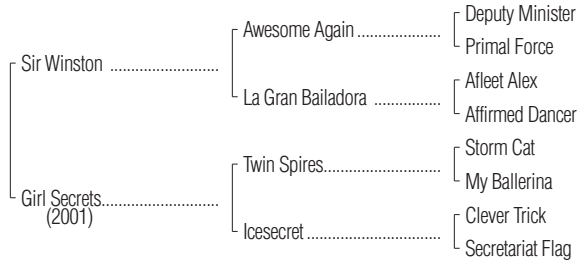 Deputy Minister
Awesome Again ....................
Primal Force
Sir Winston ..........................
Afleet Alex
La Gran Bailadora ................
Affirmed Dancer
Storm Cat
Twin Spires............................
My Ballerina
Girl Secrets............................
(2001)
Clever Trick
Icesecret ................................
Secretariat Flag